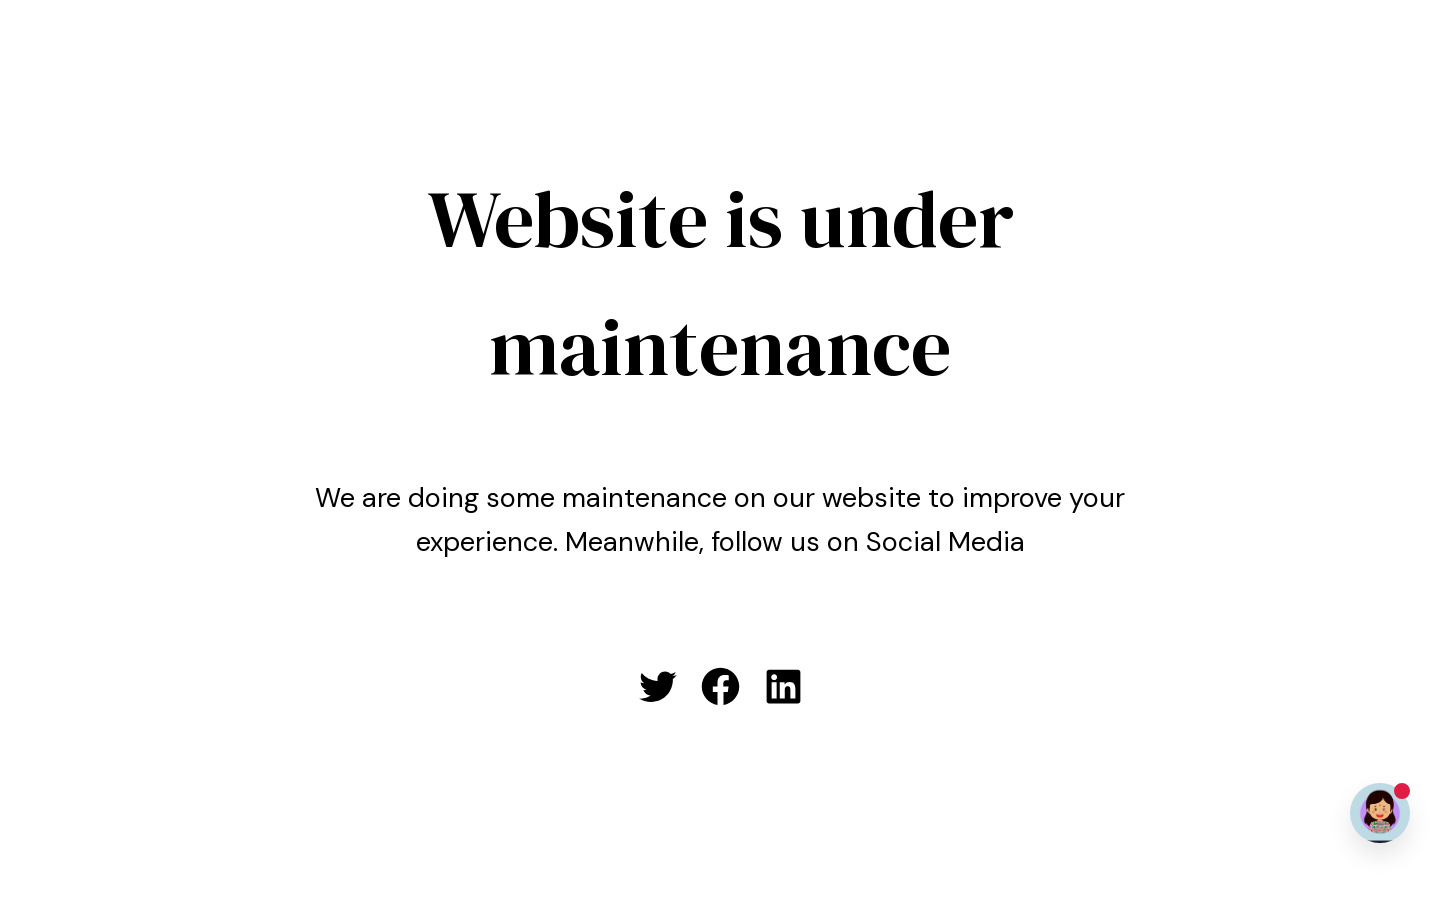 Website is under
maintenance
We are doing some maintenance on our website to improve your
experience. Meanwhile, follow us on Social Media